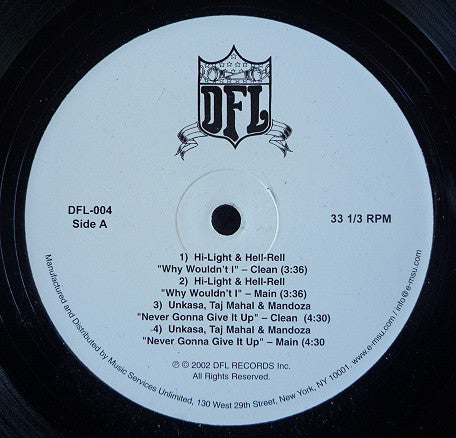 DFL
DFL-004
Side A
33 1/3 RPM
1) Hi-Light & Hell-Rell
"Why Wouldn't I" – Clean (3:36)
2) Hi-Light & Hell-Rell
"Why Wouldn't I" – Main (3:36)
3) Unkasa, Taj Mahal & Mandoza
"Never Gonna Give It Up" – Clean (4:30)
4) Unkasa, Taj Mahal & Mandoza
"Never Gonna Give It Up" – Main (4:30
℗ © 2002 DFL RECORDS Inc.
All Rights Reserved.
Manufactured and Distributed by Music Services Unlimited, 130 West 29th Street, New York, NY 10001. www.e-msu.com / info@e-msu.com